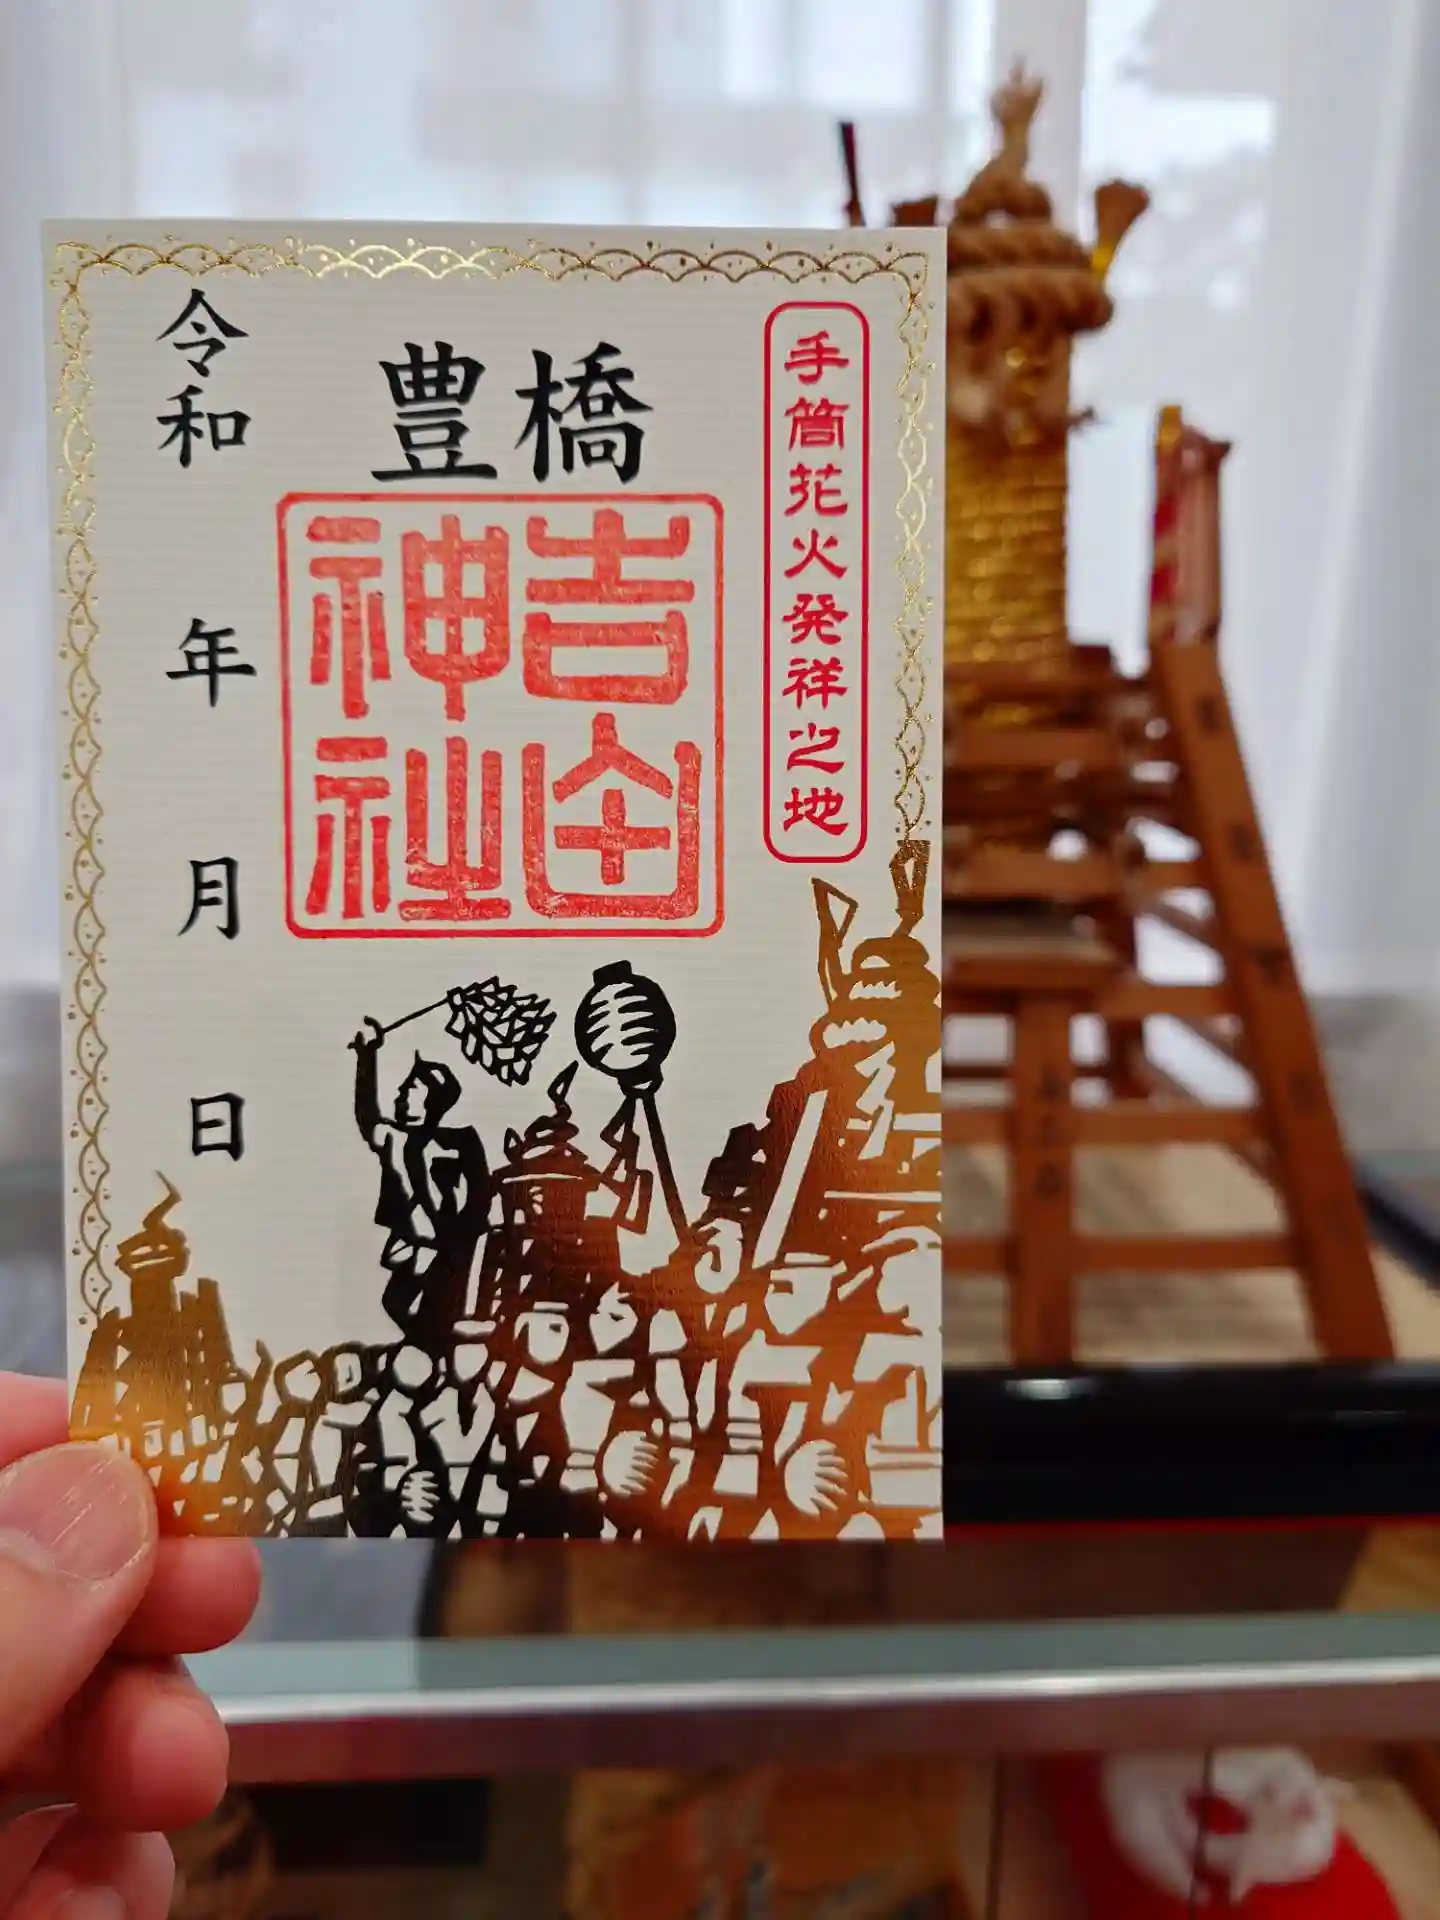 手筒花火発祥之地
豊橋
吉田
神社
令和 年 月 日